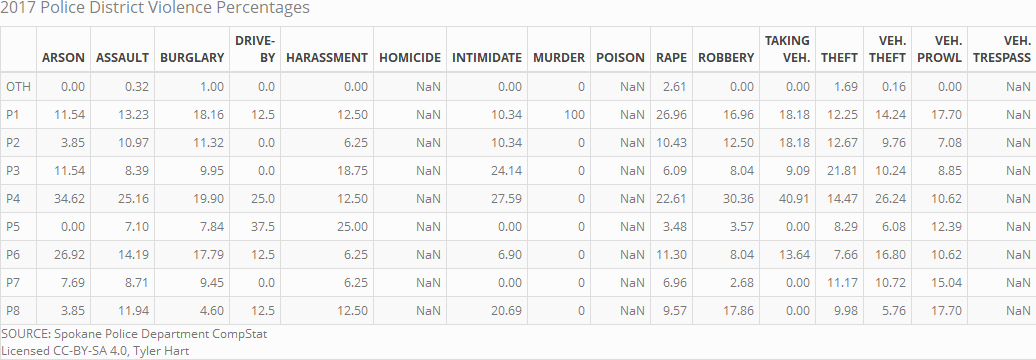 2017 Police District Violence Percentages
ARSON ASSAULT BURGLARY DRIVE-BY HARASSMENT HOMICIDE INTIMIDATE MURDER POISON RAPE ROBBERY TAKING VEH. THEFT VEH. THEFT VEH. PROWL VEH. TRESPASS
OTH 0.00 0.32 1.00 0.0 0.00 NaN 0.00 0 NaN 2.61 0.00 0.00 1.69 0.16 0.00 NaN
P1 11.54 13.23 18.16 12.5 12.50 NaN 10.34 100 NaN 26.96 16.96 18.18 12.25 14.24 17.70 NaN
P2 3.85 10.97 11.32 0.0 6.25 NaN 10.34 0 NaN 10.43 12.50 18.18 12.67 9.76 7.08 NaN
P3 11.54 8.39 9.95 0.0 18.75 NaN 24.14 0 NaN 6.09 8.04 9.09 21.81 10.24 8.85 NaN
P4 34.62 25.16 19.90 25.0 12.50 NaN 27.59 0 NaN 22.61 30.36 40.91 14.47 26.24 10.62 NaN
P5 0.00 7.10 7.84 37.5 25.00 NaN 0.00 0 NaN 3.48 3.57 0.00 8.29 6.08 12.39 NaN
P6 26.92 14.19 17.79 12.5 6.25 NaN 6.90 0 NaN 11.30 8.04 13.64 7.66 16.80 10.62 NaN
P7 7.69 8.71 9.45 0.0 6.25 NaN 0.00 0 NaN 6.96 2.68 0.00 11.17 10.72 15.04 NaN
P8 3.85 11.94 4.60 12.5 12.50 NaN 20.69 0 NaN 9.57 17.86 0.00 9.98 5.76 17.70 NaN
SOURCE: Spokane Police Department CompStat
Licensed CC-BY-SA 4.0, Tyler Hart